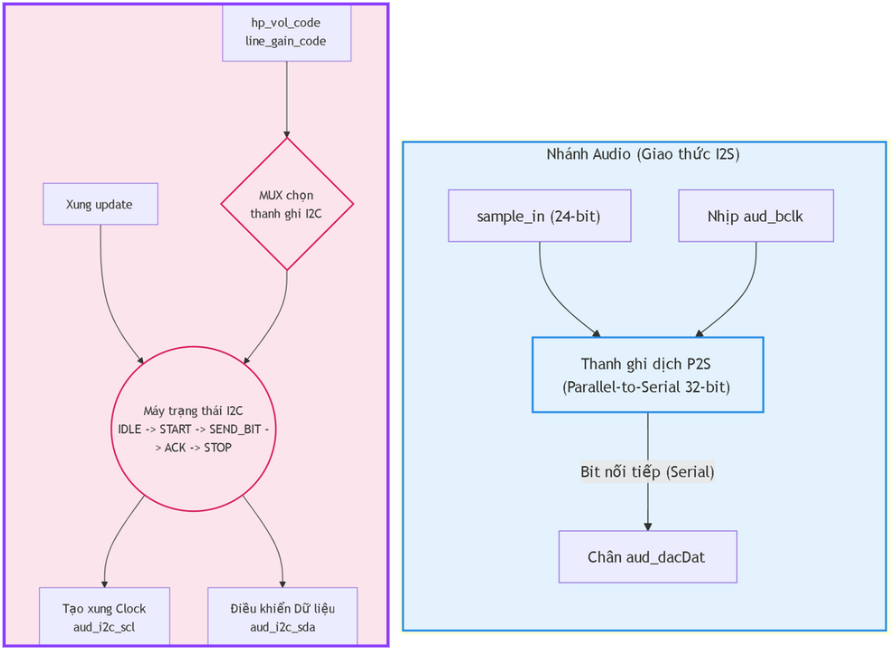 hp_vol_code
line_gain_code
MUX chọn
thanh ghi I2C
Xung update
Máy trạng thái I2C
IDLE -> START -> SEND_BIT -
> ACK -> STOP
Tạo xung Clock
aud_i2c_scl
Điều khiển Dữ liệu
aud_i2c_sda
Nhánh Audio (Giao thức I2S)
sample_in (24-bit)
Nhịp aud_bclk
Thanh ghi dịch P2S
(Parallel-to-Serial 32-bit)
Bit nối tiếp (Serial)
Chân aud_dacDat